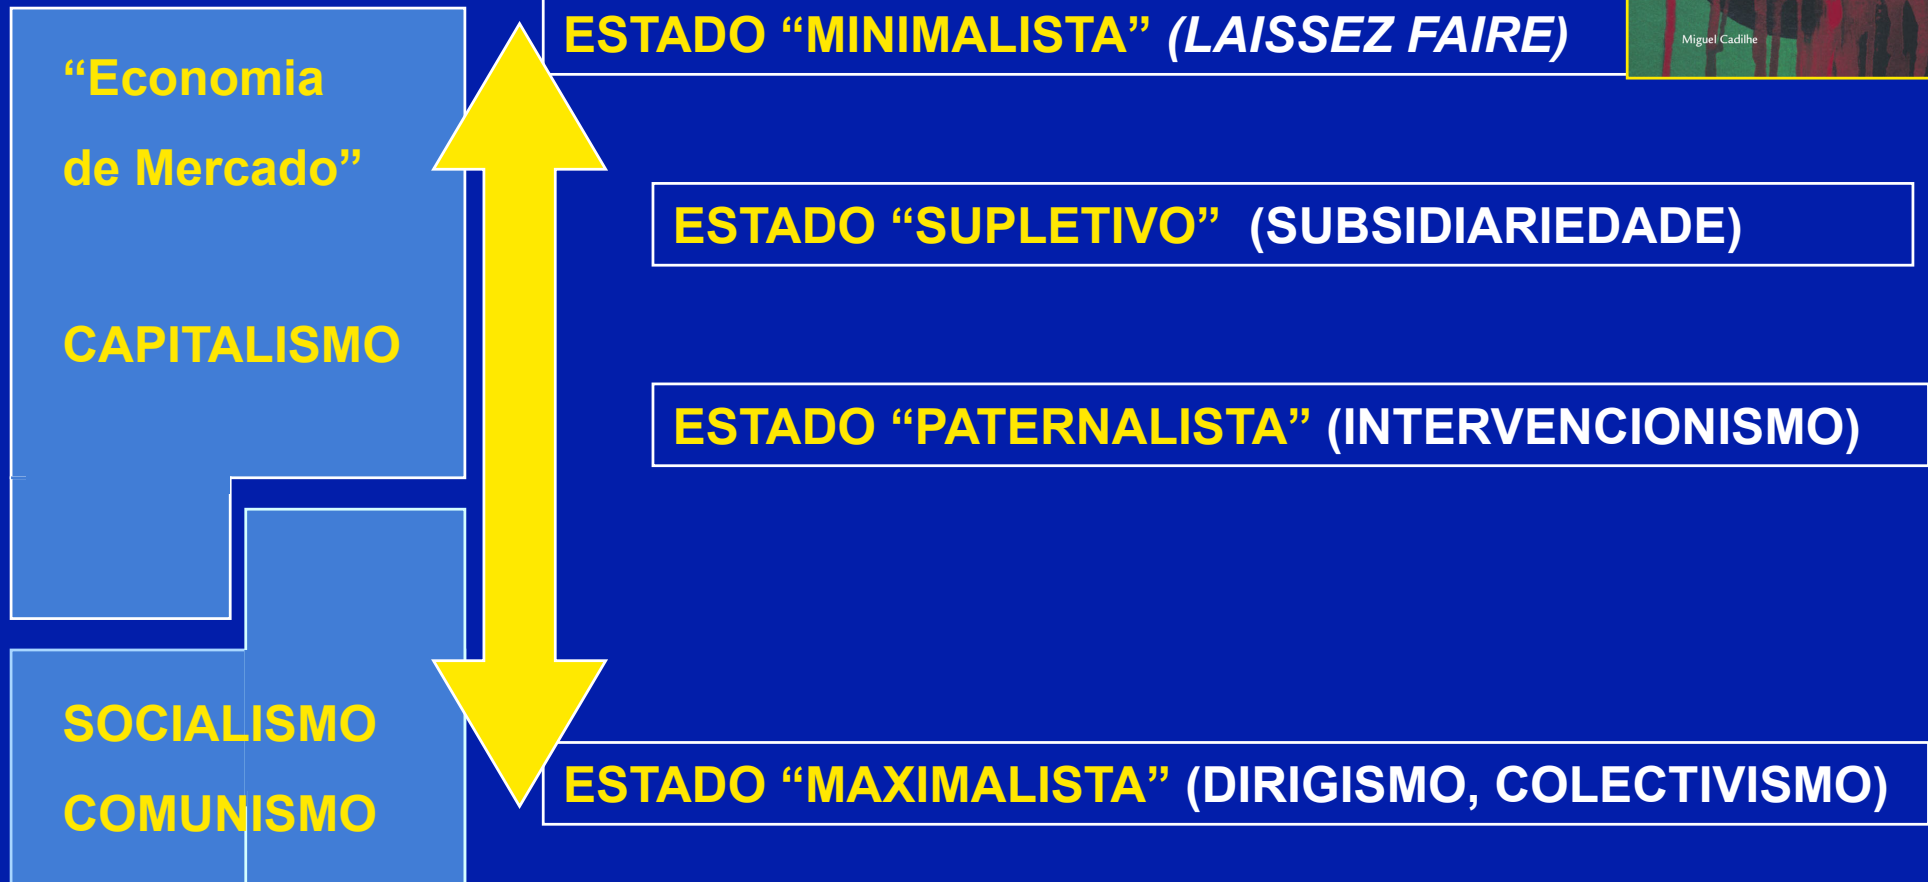 ESTADO “MINIMALISTA” (LAISSEZ FAIRE)
Miguel Cadilhe
“Economia
de Mercado”
ESTADO “SUPLETIVO” (SUBSIDIARIEDADE)
CAPITALISMO
ESTADO “PATERNALISTA” (INTERVENCIONISMO)
SOCIALISMO
ESTADO “MAXIMALISTA” (DIRIGISMO, COLECTIVISMO)
COMUNISMO